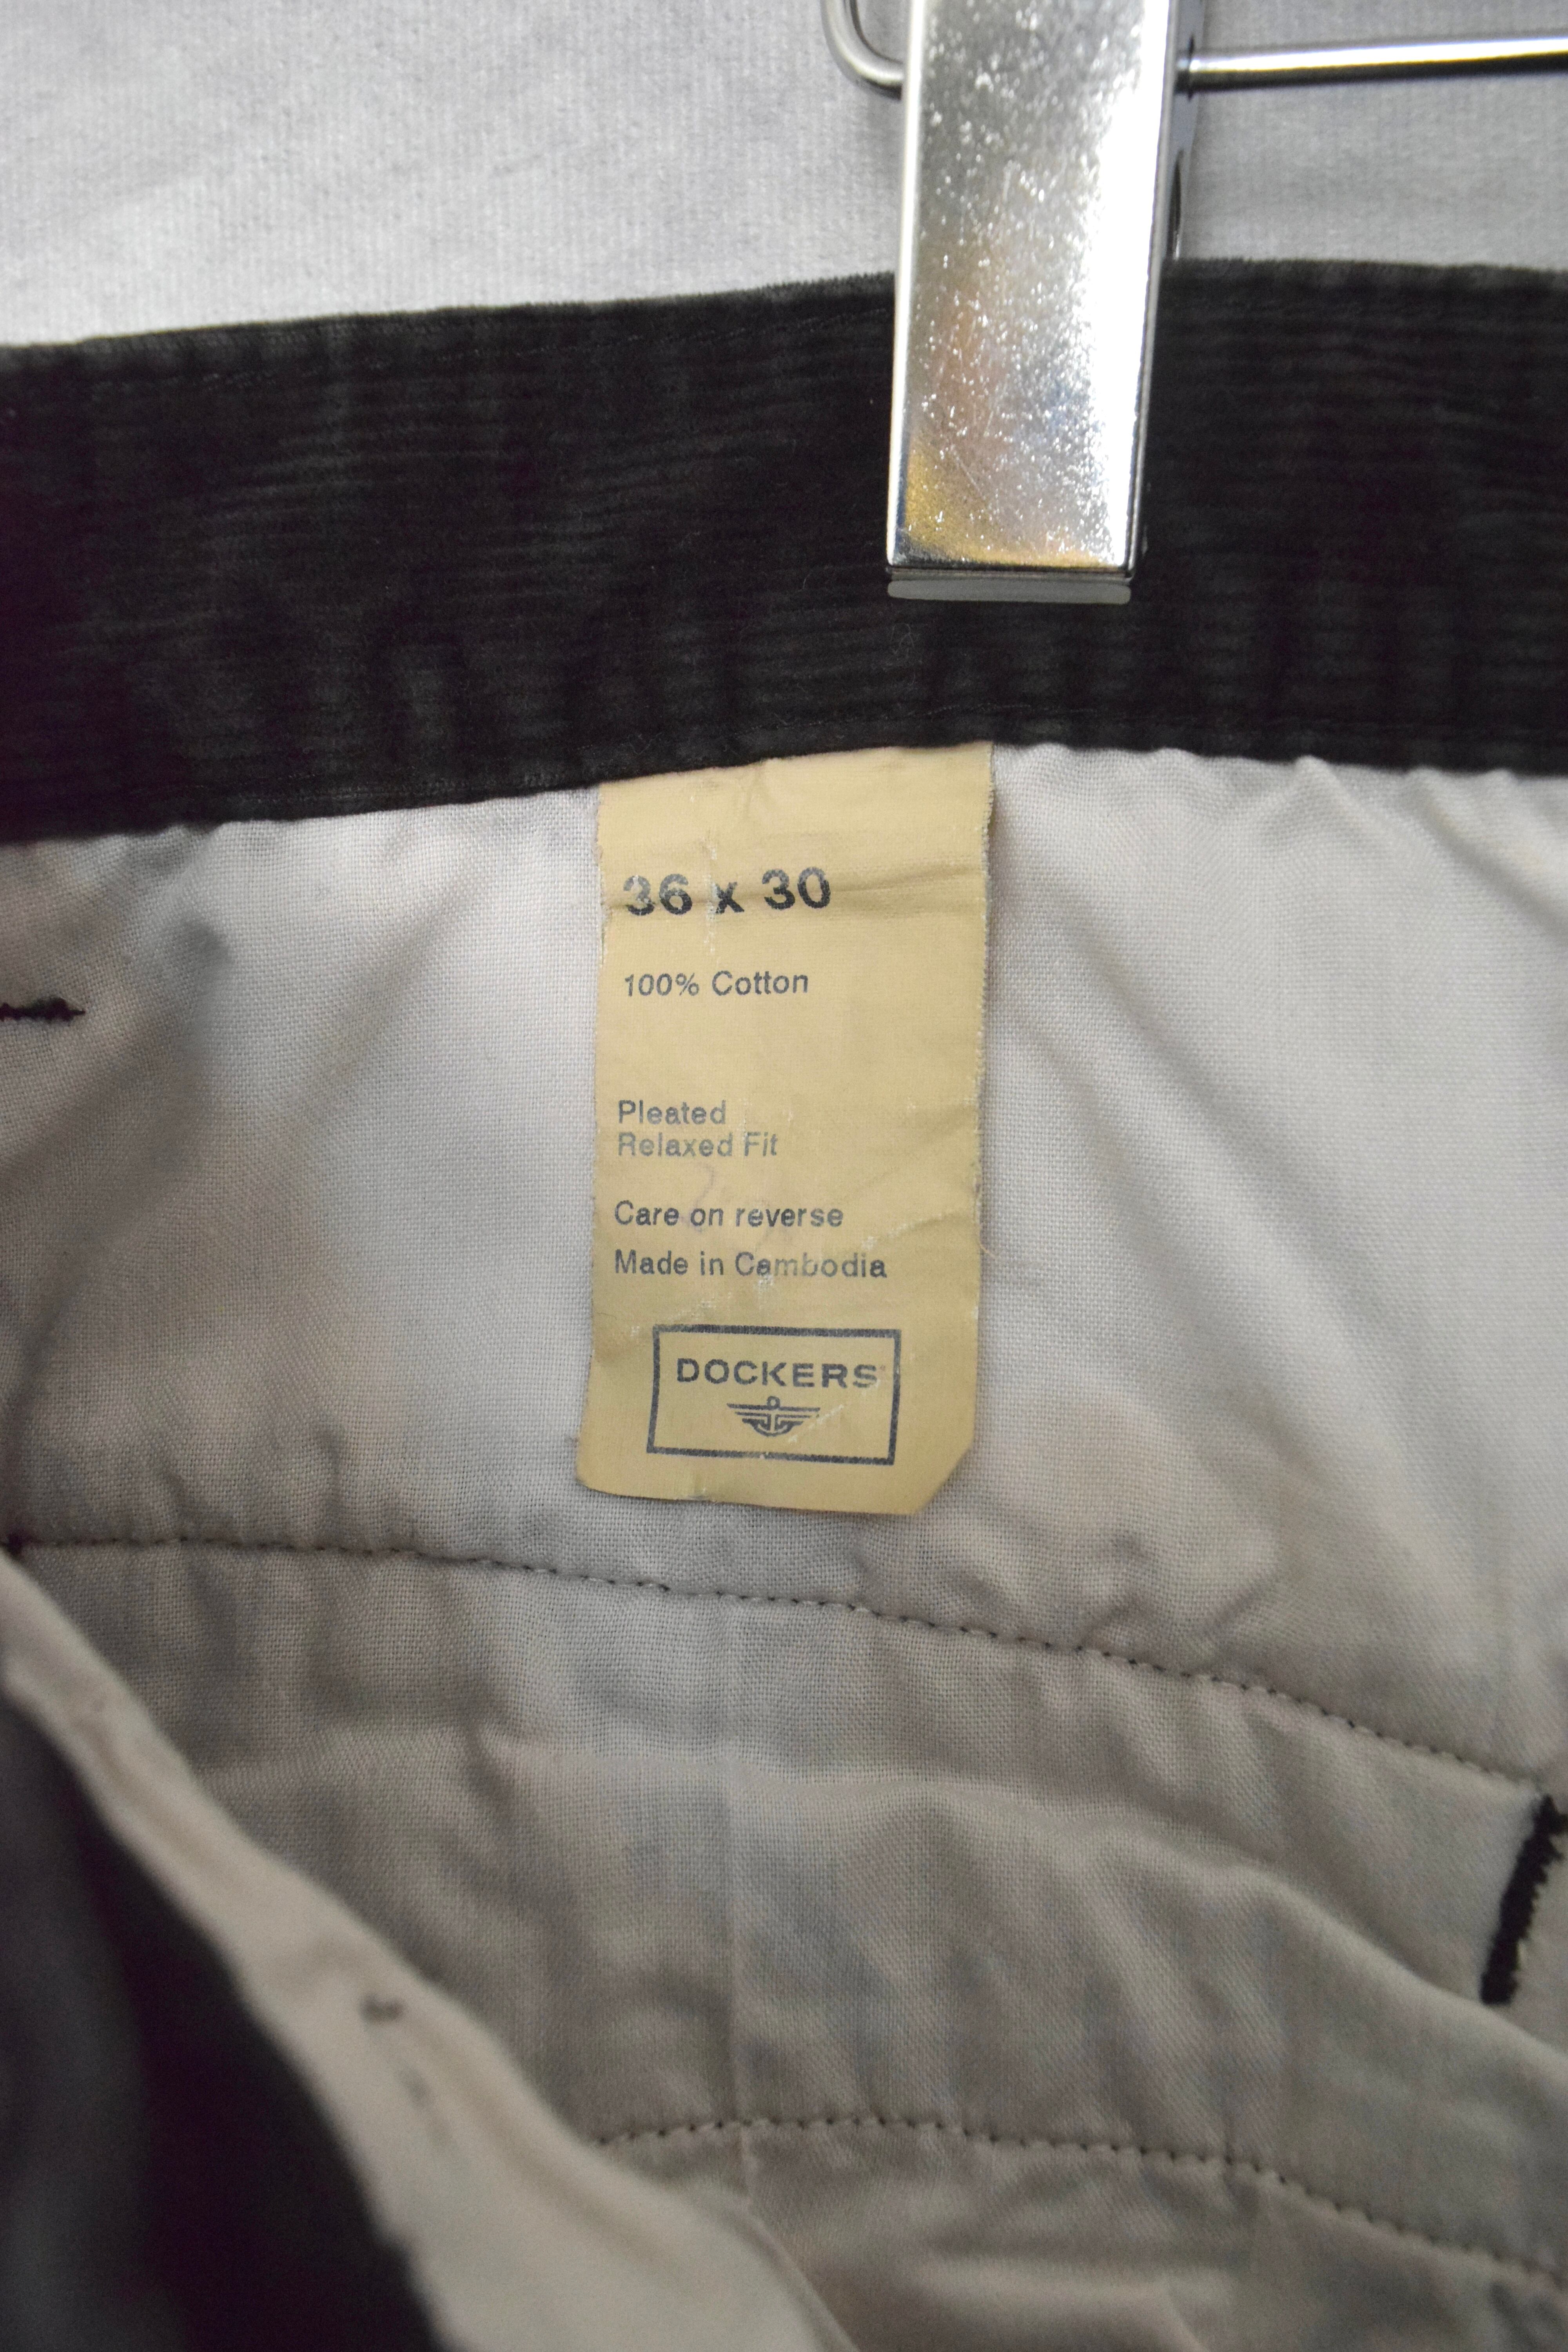 36 x 30
100% Cotton
Pleated
Relaxed Fit
Care on reverse
Made in Cambodia
DOCKERS